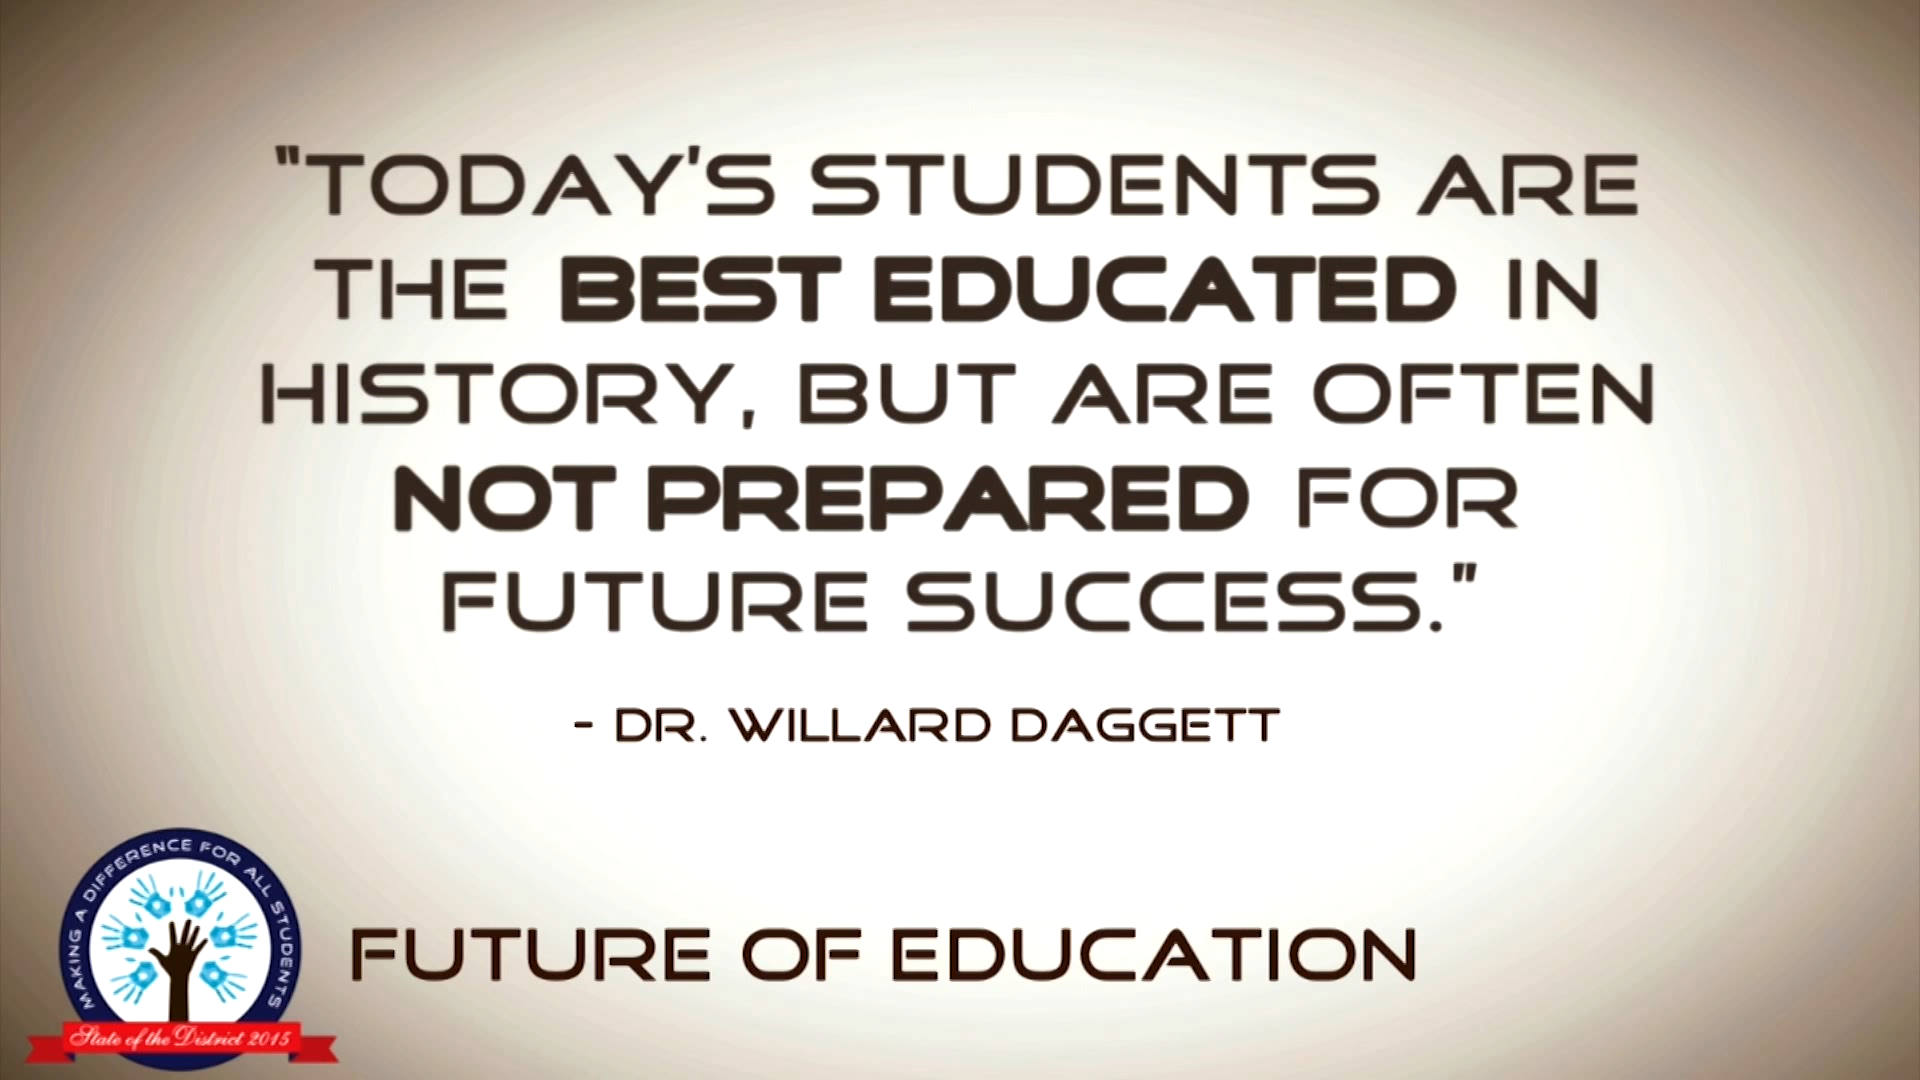 "TODAY'S STUDENTS ARE
THE BEST EDUCATED IN
HISTORY, BUT ARE OFTEN
NOT PREPARED FOR
FUTURE SUCCESS."
- DR. WILLARD DAGGETT
MAKING A DIFFERENCE FOR ALL STUDENTS
State of the District 2015
FUTURE OF EDUCATION